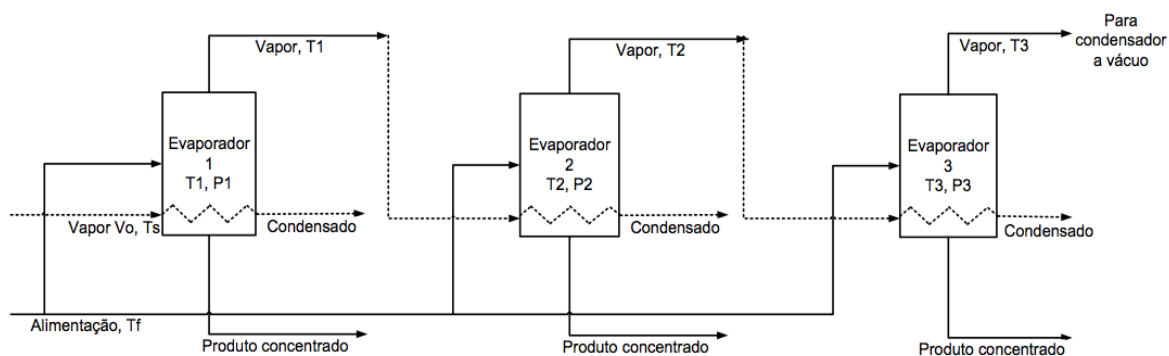 Vapor, T1
Evaporador
1
T1, P1
Vapor Vo, Ts
Condensado
Alimentação, Tf
Produto concentrado
Vapor, T2
Evaporador
2
T2, P2
Condensado
Produto concentrado
Vapor, T3
Para
condensador
a vácuo
Evaporador
3
T3, P3
Condensado
Produto concentrado